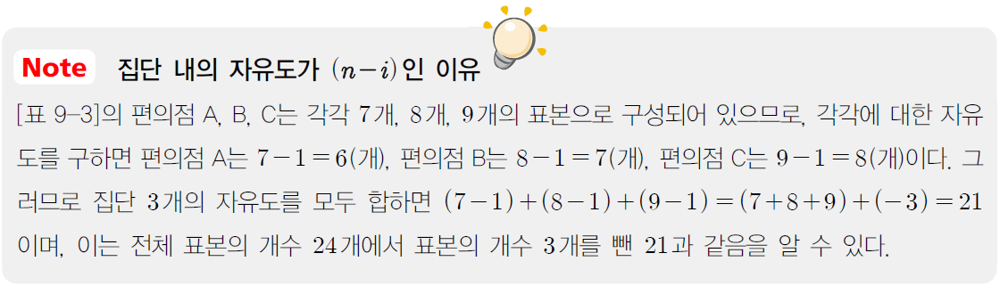 Note 집단 내의 자유도가 (n-i)인 이유
[표 9-3]의 편의점 A, B, C는 각각 7개, 8개, 9개의 표본으로 구성되어 있으므로, 각각에 대한 자유
도를 구하면 편의점 A는 7-1=6(개), 편의점 B는 8-1=7(개), 편의점 C는 9-1=8(개)이다. 그
러므로 집단 3개의 자유도를 모두 합하면 (7-1)+(8-1)+(9-1)=(7+8+9)+(-3)=21
이며, 이는 전체 표본의 개수 24개에서 표본의 개수 3개를 뺀 21과 같음을 알 수 있다.